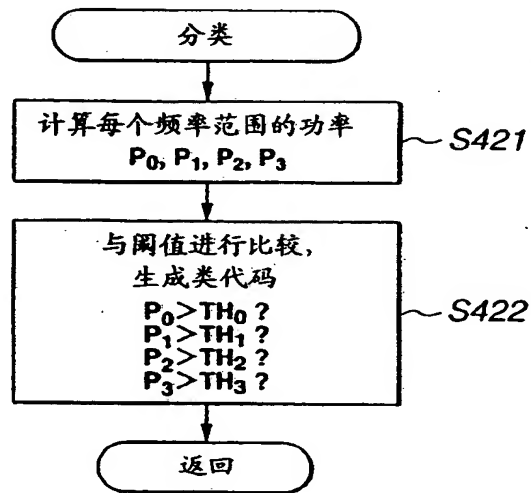 分类
计算每个频率范围的功率
P₀, P₁, P₂, P₃
S421
与阈值进行比较,
生成类代码
P₀>TH₀ ?
P₁>TH₁ ?
P₂>TH₂ ?
P₃>TH₃ ?
S422
返回